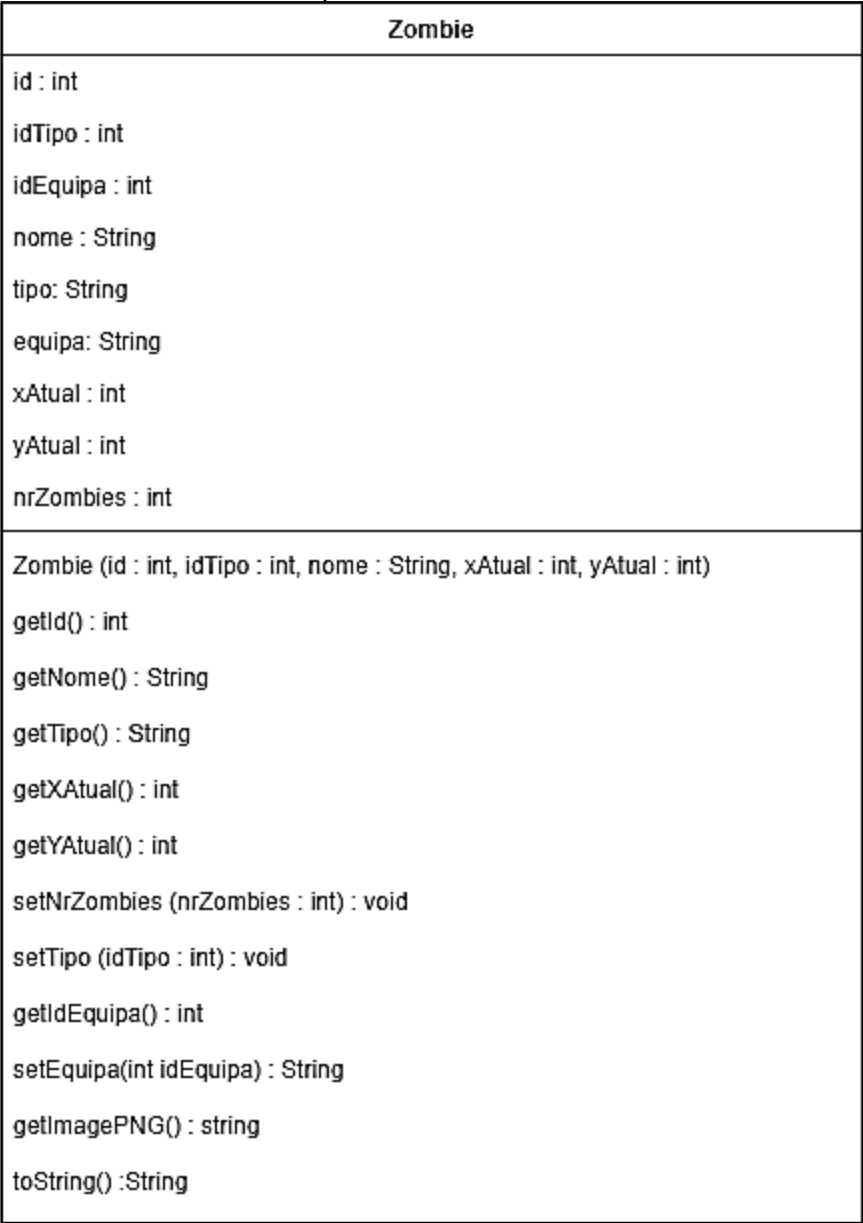 Zombie
id : int
idTipo : int
idEquipa : int
nome : String
tipo: String
equipa: String
xAtual : int
yAtual : int
nrZombies : int
Zombie (id : int, idTipo : int, nome : String, xAtual : int, yAtual : int)
getId() : int
getNome() : String
getTipo() : String
getXAtual() : int
getYAtual() : int
setNrZombies (nrZombies : int) : void
setTipo (idTipo : int) : void
getIdEquipa() : int
setEquipa(int idEquipa) : String
getImagePNG() : string
toString() :String